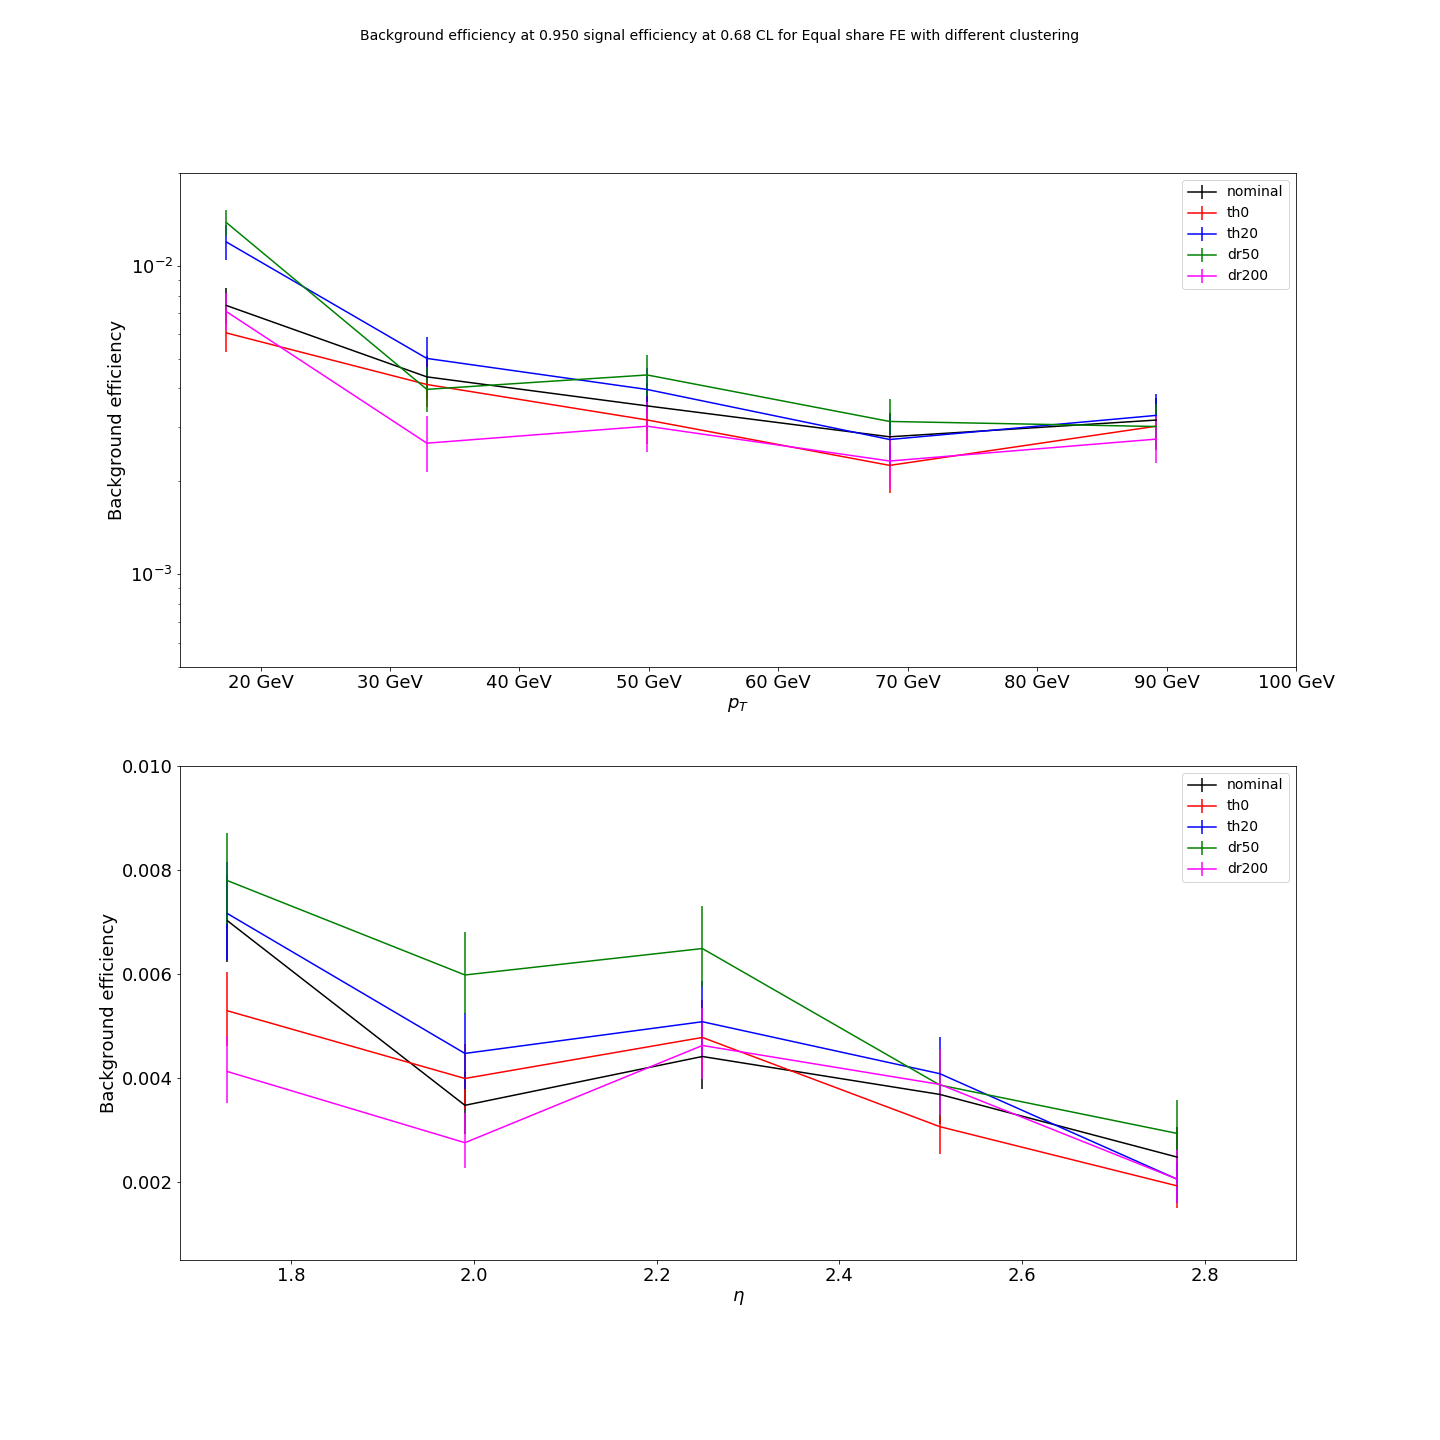 Background efficiency at 0.950 signal efficiency at 0.68 CL for Equal share FE with different clustering
nominal
th0
th20
dr50
dr200
10⁻²
10⁻³
Background efficiency
20 GeV 30 GeV 40 GeV 50 GeV 60 GeV 70 GeV 80 GeV 90 GeV 100 GeV
p_T
nominal
th0
th20
dr50
dr200
0.010
0.008
0.006
0.004
0.002
Background efficiency
1.8 2.0 2.2 2.4 2.6 2.8
η